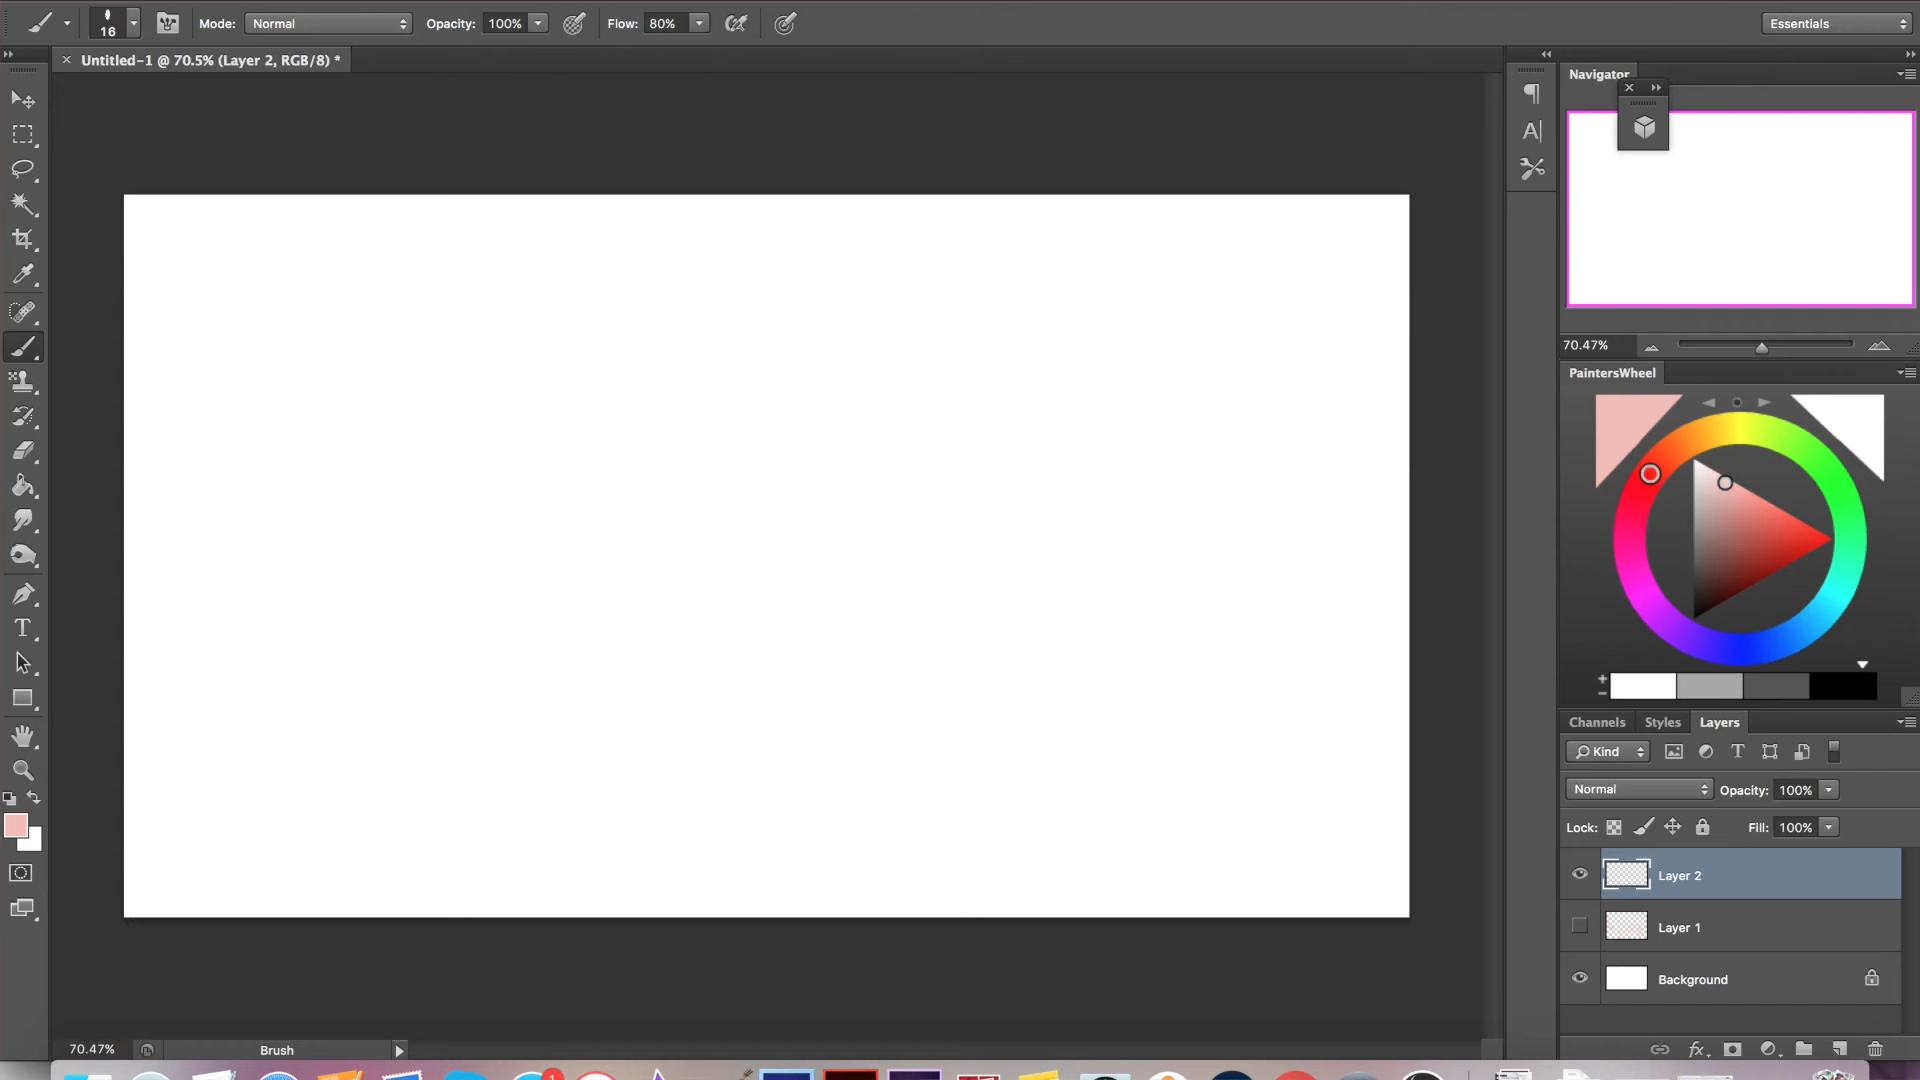 16
Mode: Normal
Opacity: 100%
Flow: 80%
Essentials
Untitled-1 @ 70.5% (Layer 2, RGB/8) *
Navigator
A|
70.47%
PaintersWheel
T
Channels Styles Layers
Kind
T
Normal
Opacity: 100%
Lock:
Fill: 100%
Layer 2
Layer 1
Background
fx
70.47%
Brush
1